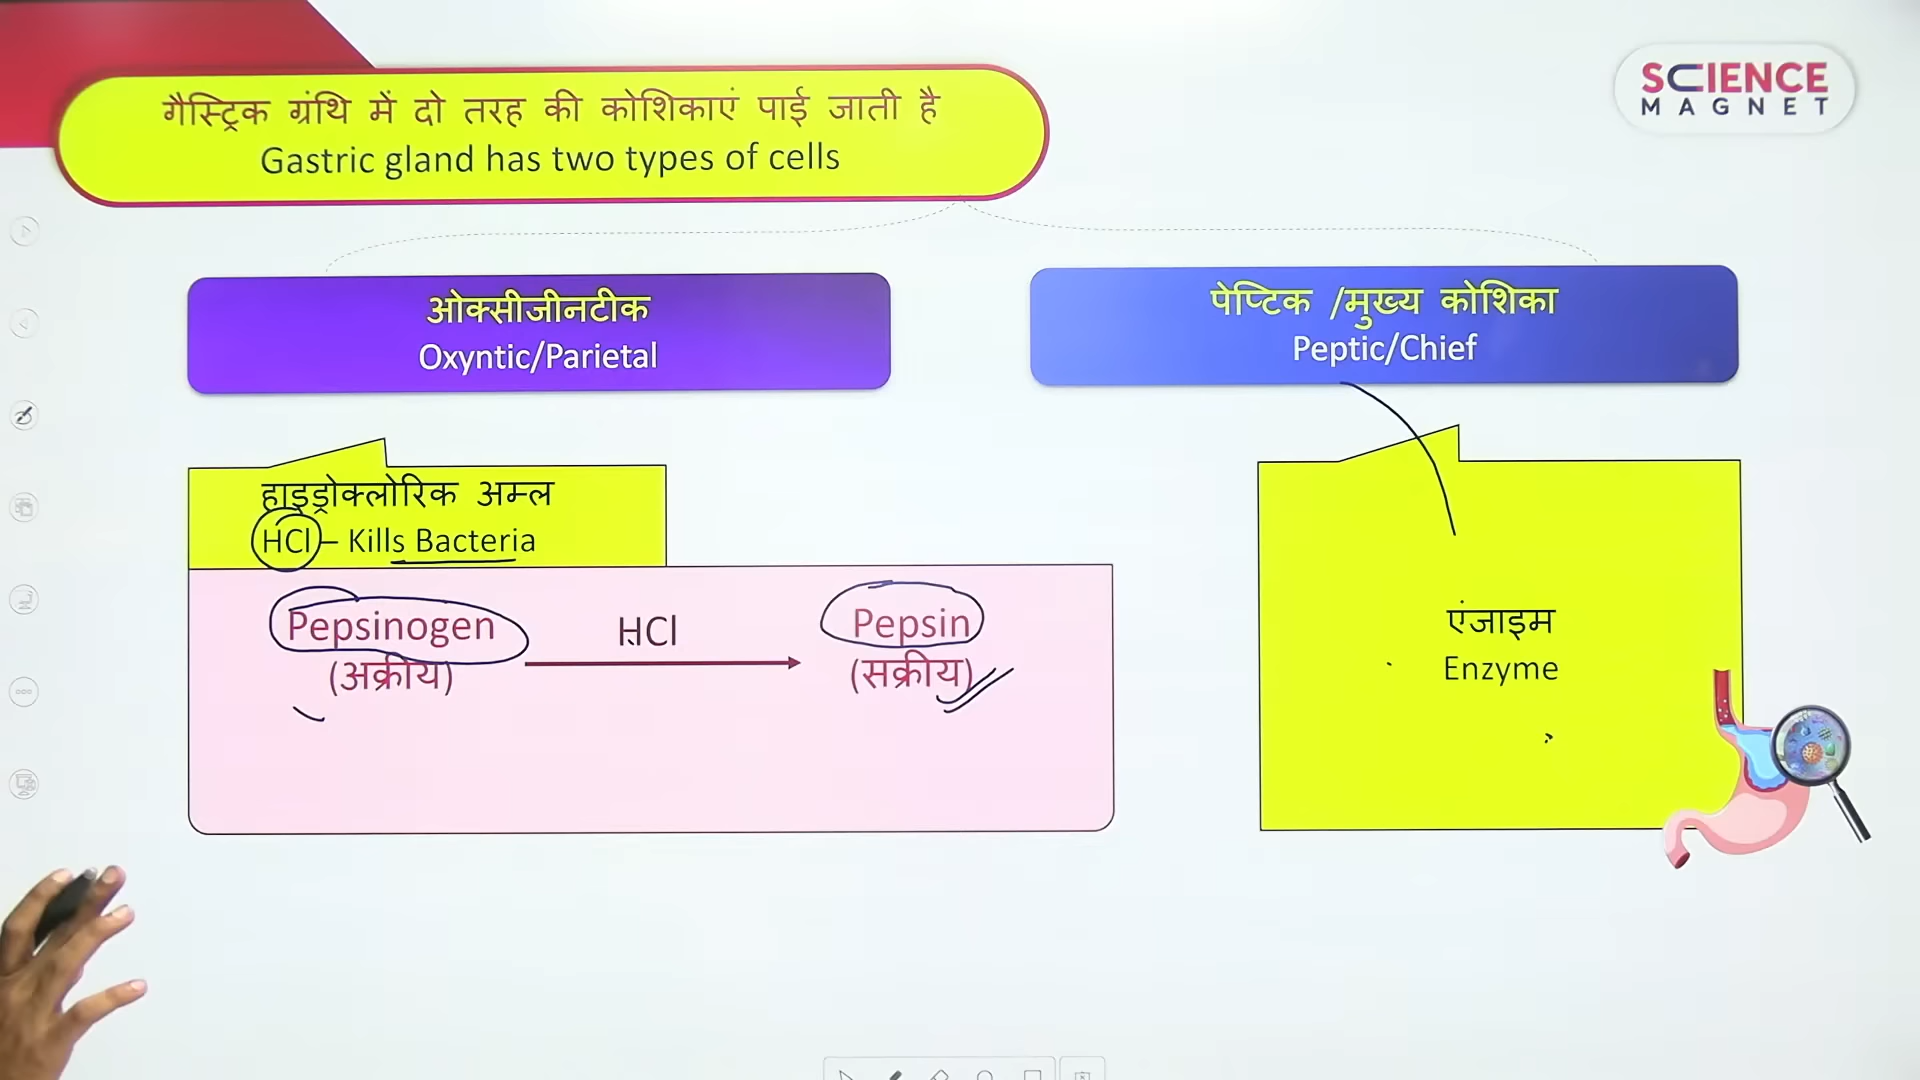 SCIENCE
MAGNET
गैस्ट्रिक ग्रंथि में दो तरह की कोशिकाएं पाई जाती है
Gastric gland has two types of cells
ओक्सीजीनटीक
Oxyntic/Parietal
पेप्टिक /मुख्य कोशिका
Peptic/Chief
हाइड्रोक्लोरिक अम्ल
HCl – Kills Bacteria
Pepsinogen
(अक्रीय)
HCl
Pepsin
(सक्रीय)
एंजाइम
Enzyme